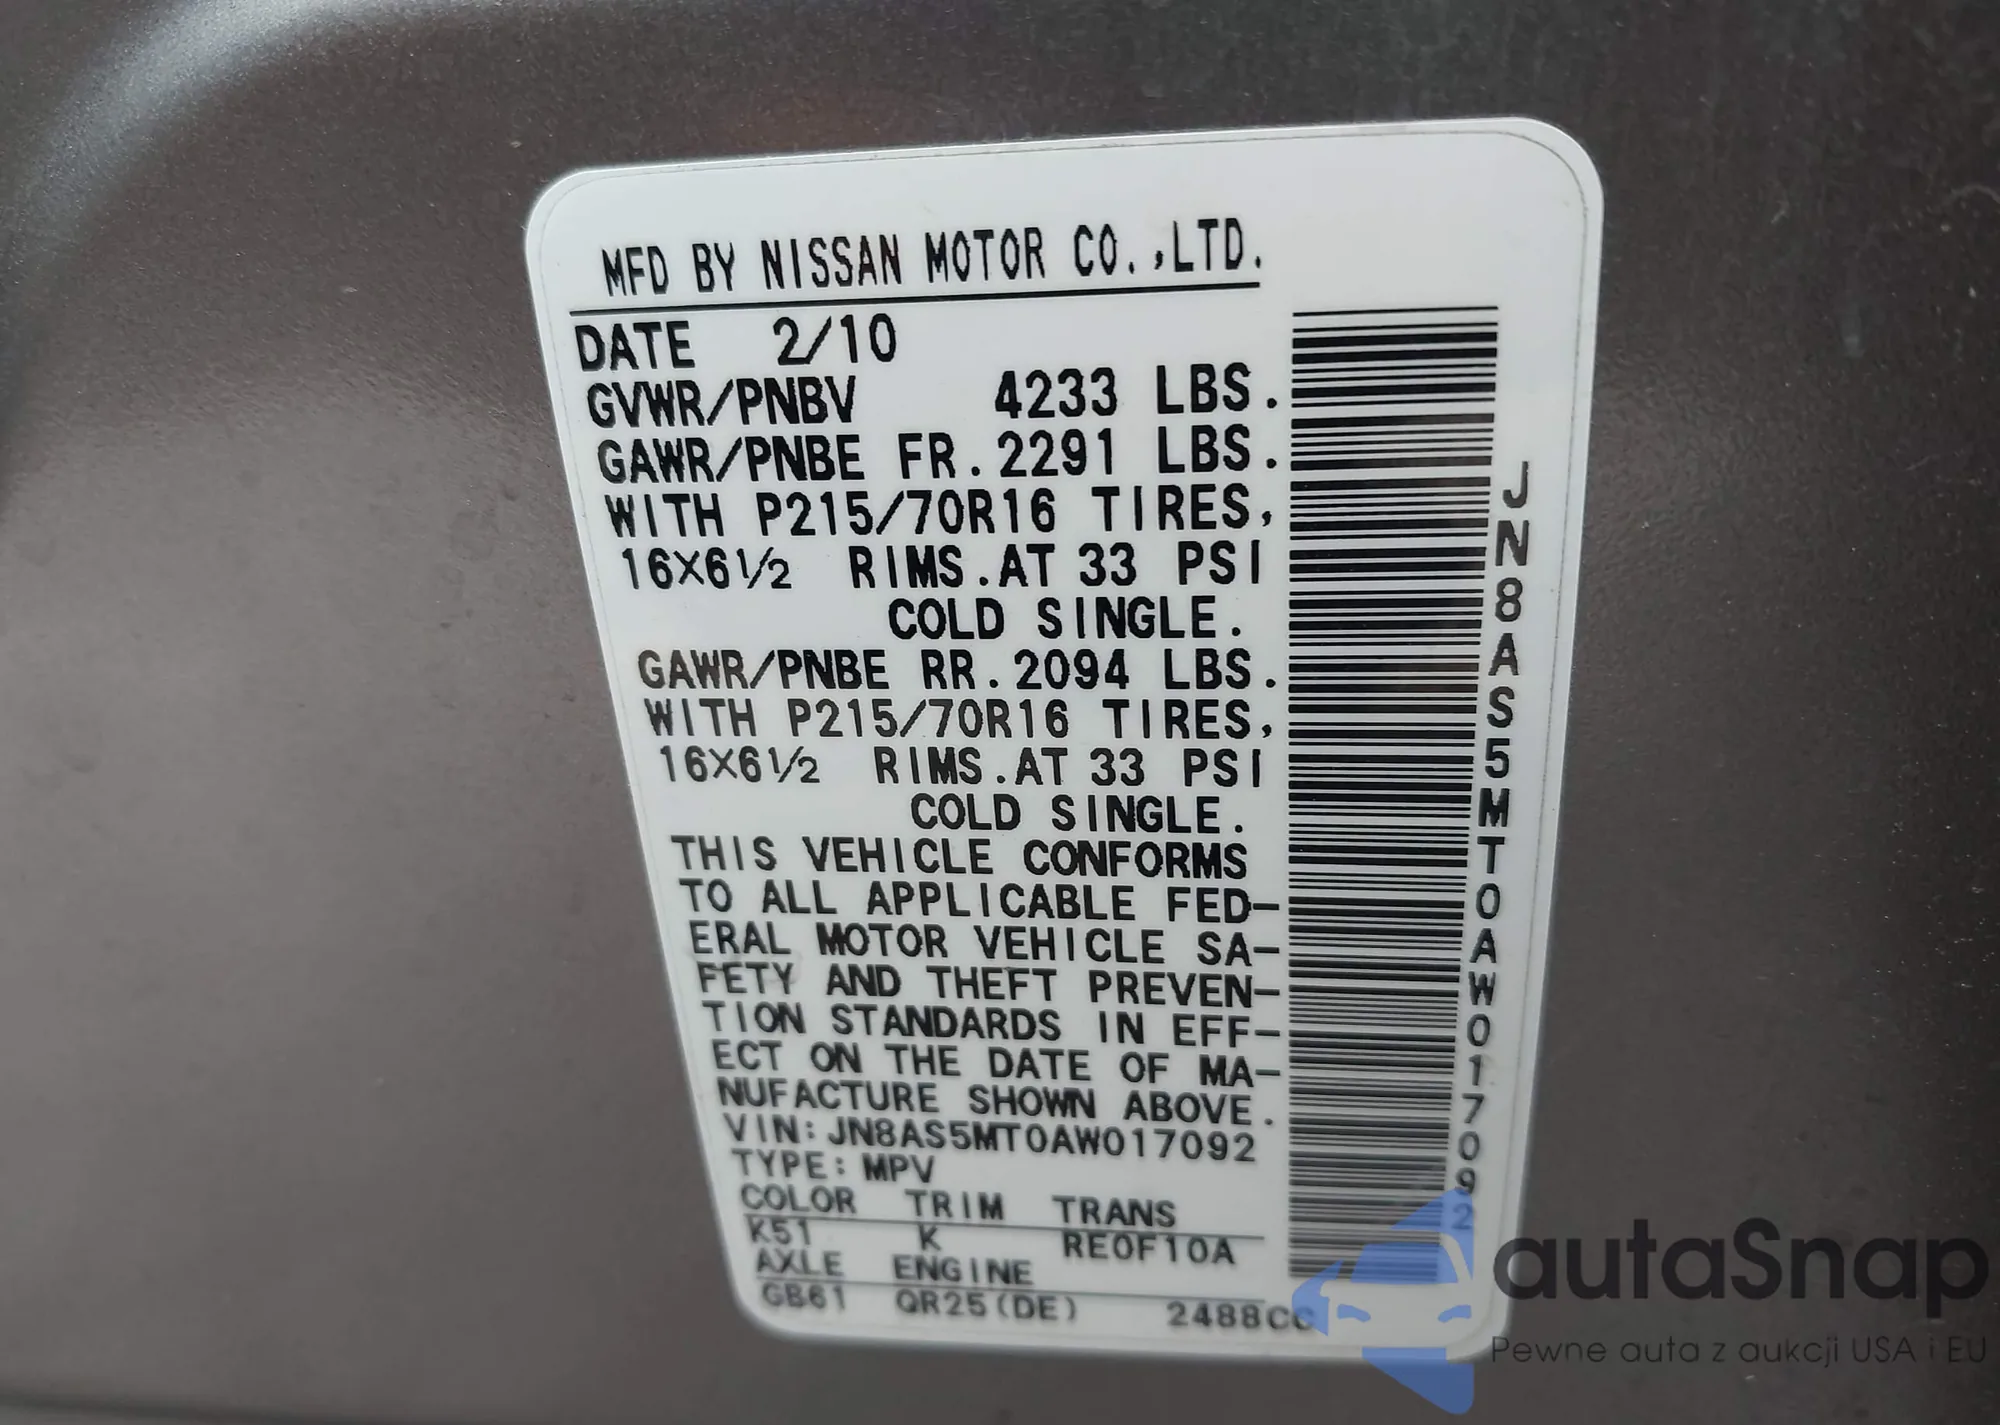 MFD BY NISSAN MOTOR CO.,LTD.
DATE 2/10
GVWR/PNBV 4233 LBS.
GAWR/PNBE FR.2291 LBS.
WITH P215/70R16 TIRES,
16X6 1/2 RIMS.AT 33 PSI
COLD SINGLE.
GAWR/PNBE RR.2094 LBS.
WITH P215/70R16 TIRES,
16X6 1/2 RIMS.AT 33 PSI
COLD SINGLE.
THIS VEHICLE CONFORMS
TO ALL APPLICABLE FED-
ERAL MOTOR VEHICLE SA-
FETY AND THEFT PREVEN-
TION STANDARDS IN EFF-
ECT ON THE DATE OF MA-
NUFACTURE SHOWN ABOVE.
VIN:JN8AS5MT0AW017092
TYPE:MPV
COLOR TRIM TRANS
K51 K RE0F10A
AXLE ENGINE
GB61 QR25(DE) 2488CC
JN8AS5MT0AW017092
autaSnap
Pewne auta z aukcji USA i EU